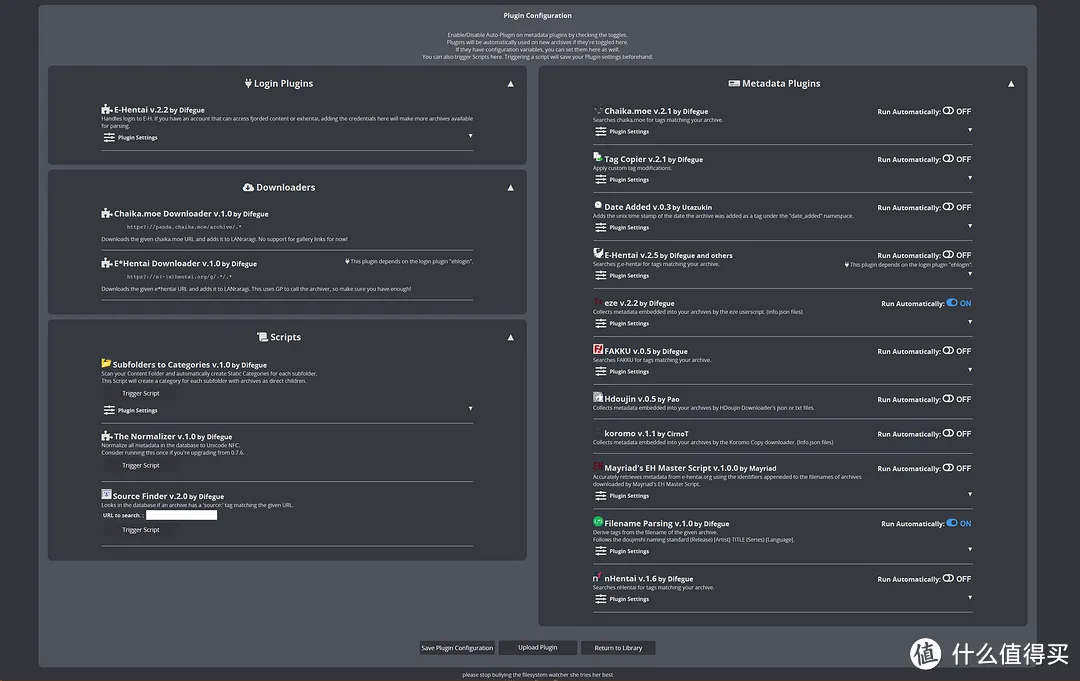 Plugin Configuration
Enable/Disable Auto-Plugin on metadata plugins by checking the toggles.
Plugins will be automatically used on new archives if they're toggled here.
If they have configuration variables, you can set them here as well.
You can also trigger Scripts here. Triggering a script will save your Plugin settings beforehand.
Login Plugins
E-Hentai v.2.2 by Difegue
Handles login to E-H. If you have an account that can access fjorded content or exhentai, adding the credentials here will make more archives available
for parsing.
Plugin Settings
Downloaders
Chaika.moe Downloader v.1.0 by Difegue
https?://panda.chaika.moe/archive/.*
Downloads the given chaika.moe URL and adds it to LANraragi. No support for gallery links for now!
E*Hentai Downloader v.1.0 by Difegue
This plugin depends on the login plugin "ehlogin".
https?://e(-|x)hentai.org/g/.*/.*
Downloads the given e*hentai URL and adds it to LANraragi. This uses GP to call the archiver, so make sure you have enough!
Scripts
Subfolders to Categories v.1.0 by Difegue
Scan your Content Folder and automatically create Static Categories for each subfolder.
This Script will create a category for each subfolder with archives as direct children.
Trigger Script
Plugin Settings
The Normalizer v.1.0 by Difegue
Normalize all metadata in the database to Unicode NFC.
Consider running this once if you're upgrading from 0.7.6.
Trigger Script
Source Finder v.2.0 by Difegue
Looks in the database if an archive has a 'source:' tag matching the given URL.
URL to search. :
Trigger Script
Metadata Plugins
Chaika.moe v.2.1 by Difegue
Run Automatically: OFF
Searches chaika.moe for tags matching your archive.
Plugin Settings
Tag Copier v.2.1 by Difegue
Run Automatically: OFF
Apply custom tag modifications.
Plugin Settings
Date Added v.0.3 by Utazukin
Run Automatically: OFF
Adds the unix time stamp of the date the archive was added as a tag under the "date_added" namespace.
Plugin Settings
E-Hentai v.2.5 by Difegue and others
Run Automatically: OFF
Searches g.e-hentai for tags matching your archive.
This plugin depends on the login plugin "ehlogin".
Plugin Settings
eze v.2.2 by Difegue
Run Automatically: ON
Collects metadata embedded into your archives by the eze userscript. (info.json files)
Plugin Settings
FAKKU v.0.5 by Difegue
Run Automatically: OFF
Searches FAKKU for tags matching your archive.
Plugin Settings
Hdoujin v.0.5 by Pao
Run Automatically: OFF
Collects metadata embedded into your archives by HDoujin Downloader's json or txt files.
koromo v.1.1 by CirnoT
Run Automatically: OFF
Collects metadata embedded into your archives by the Koromo Copy downloader. (Info.json files)
EH
Mayriad's EH Master Script v.1.0.0 by Mayriad
Run Automatically: OFF
Accurately retrieves metadata from e-hentai.org using the identifiers appeneded to the filenames of archives
downloaded by Mayriad's EH Master Script.
Plugin Settings
Filename Parsing v.1.0 by Difegue
Run Automatically: ON
Derive tags from the filename of the given archive.
Follows the doujinshi naming standard (Release) [Artist] TITLE (Series) [Language].
Plugin Settings
nHentai v.1.6 by Difegue
Run Automatically: OFF
Searches nHentai for tags matching your archive.
Plugin Settings
Save Plugin Configuration
Upload Plugin
Return to Library
please stop bullying the filesystem watcher she tries her best
值 什么值得买